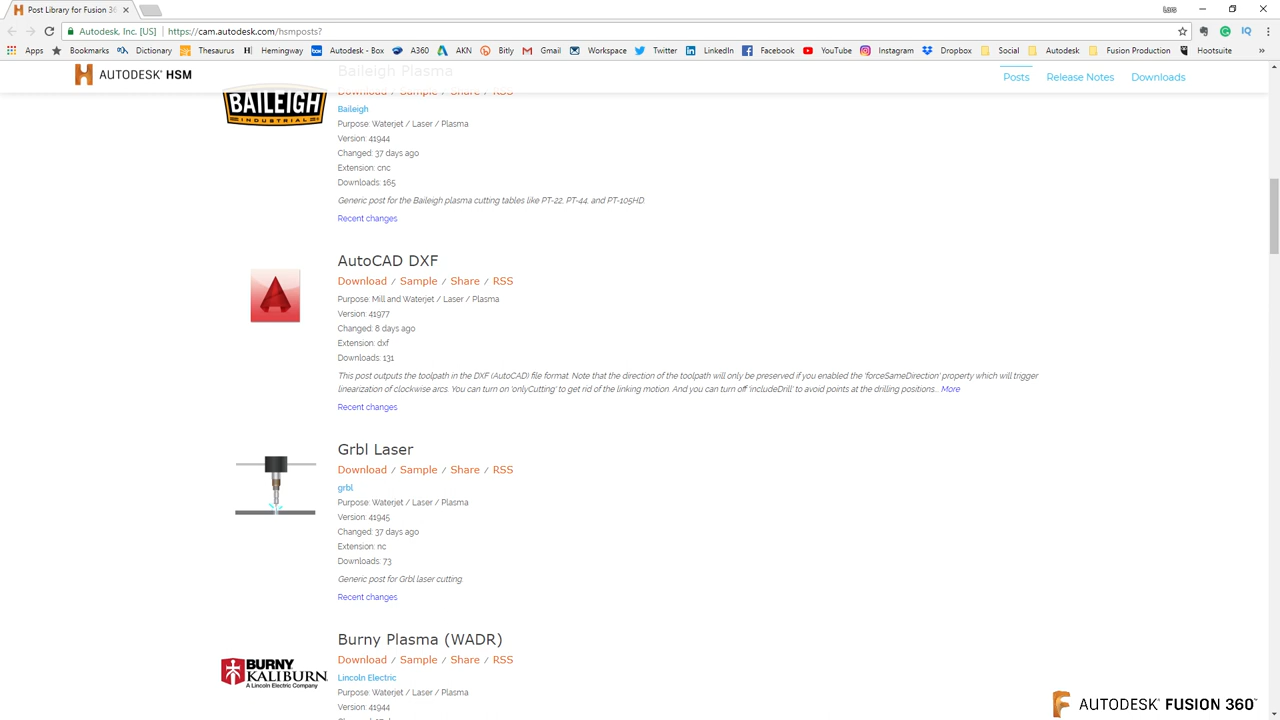 Post Library for Fusion 36
Autodesk, Inc. [US]
https://cam.autodesk.com/hsmposts?
Apps
Bookmarks
Dictionary
Thesaurus
Desktop - Box
AKN
Bitly
Gmail
Workspace
Twitter
LinkedIn
Facebook
YouTube
Instagram
Dropbox
Social
Autodesk
Fusion Production
Hootsite
»
AUTODESK® HSM
Posts
Release Notes
Downloads
Baileigh Plasma
Download / Sample / Share / RSS
BAILEIGH
INDUSTRIAL
Baileigh
Purpose: Waterjet / Laser / Plasma
Version: 41944
Changed: 37 days ago
Extension: cnc
Downloads: 165
Generic post for the Baileigh plasma cutting tables like PT-22, PT-44, and PT-105HD.
Recent changes
AutoCAD DXF
Download / Sample / Share / RSS
Purpose: Mill and Waterjet / Laser / Plasma
Version: 41977
Changed: 8 days ago
Extension: dxf
Downloads: 131
This post outputs the toolpath in the DXF (AutoCAD) file format. Note that the direction of the toolpath will only be preserved if you enabled the 'forceSameDirection' property which will trigger
linearization of clockwise arcs. You can turn on 'onlyCutting' to get rid of the linking motion. And you can turn off 'includeDrill' to avoid points at the drilling positions... More
Recent changes
Grbl Laser
Download / Sample / Share / RSS
grbl
Purpose: Waterjet / Laser / Plasma
Version: 41945
Changed: 37 days ago
Extension: nc
Downloads: 73
Generic post for Grbl laser cutting.
Recent changes
Burny Plasma (WADR)
Download / Sample / Share / RSS
BURNY
KALIBURN
A Lincoln Electric Company
Lincoln Electric
Purpose: Waterjet / Laser / Plasma
Version: 41944
AUTODESK® FUSION 360™